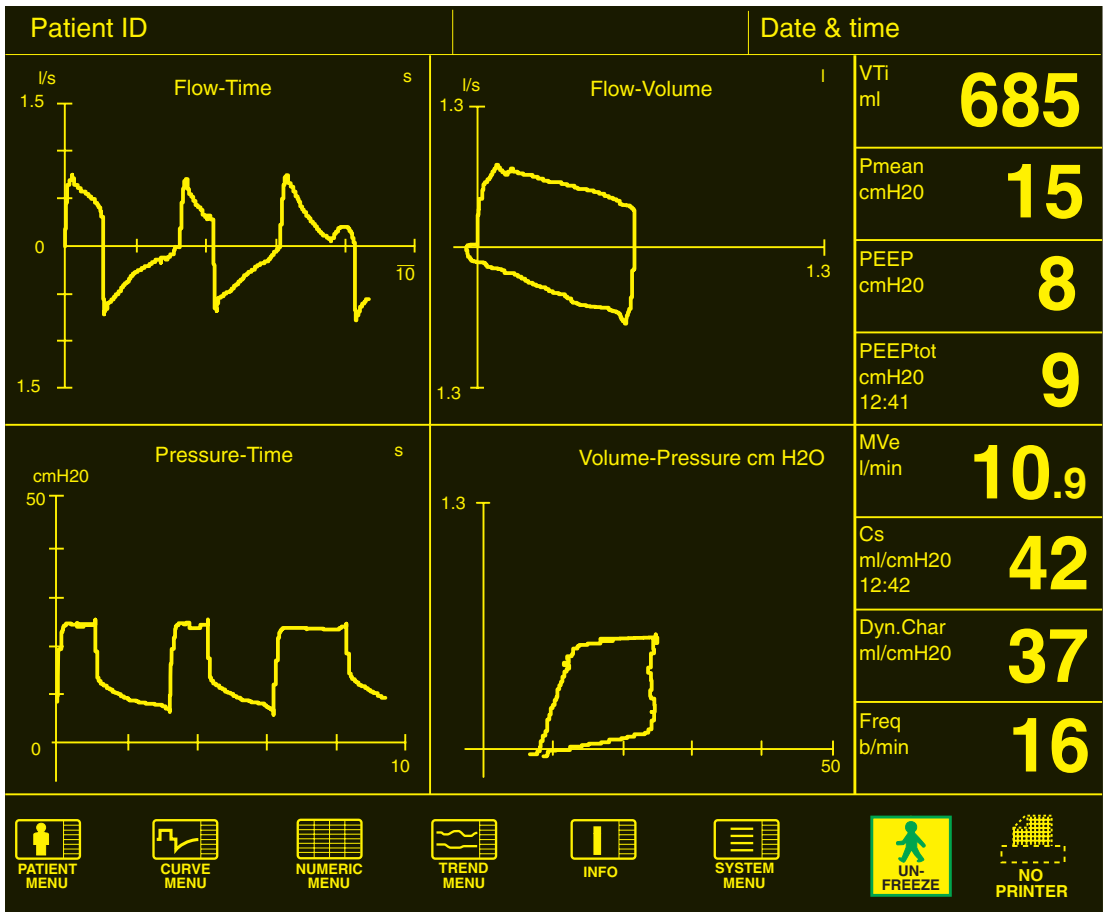 Patient ID
Date & time
l/s
Flow-Time
s
1.5
0
10
1.5
l/s
Flow-Volume
l
1.3
1.3
1.3
Pressure-Time
s
cmH20
50
0
10
Volume-Pressure cm H2O
1.3
50
VTi
ml
685
Pmean
cmH20
15
PEEP
cmH20
8
PEEPtot
cmH20
12:41
9
MVe
l/min
10.9
Cs
ml/cmH20
12:42
42
Dyn.Char
ml/cmH20
37
Freq
b/min
16
PATIENT
MENU
CURVE
MENU
NUMERIC
MENU
TREND
MENU
INFO
SYSTEM
MENU
UN-
FREEZE
NO
PRINTER